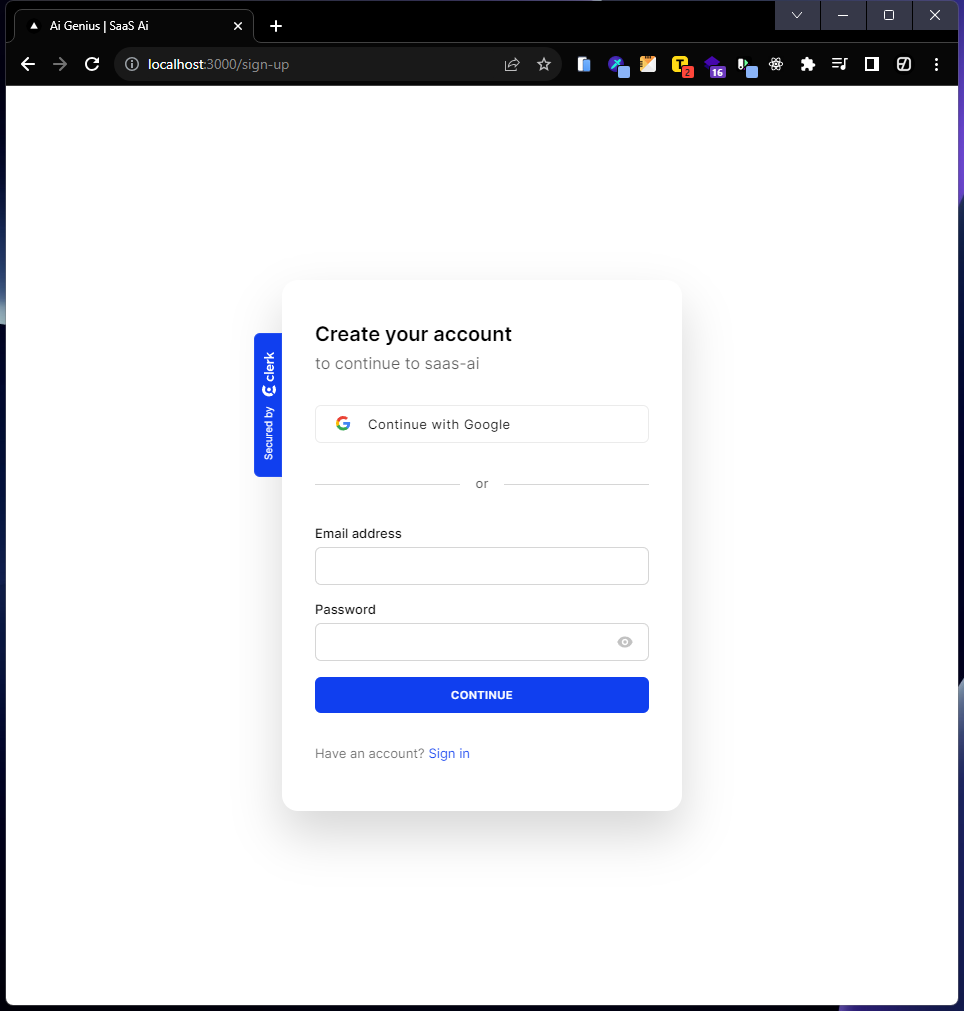 Ai Genius | SaaS Ai
localhost:3000/sign-up
2
16
Create your account
to continue to saas-ai
Secured by clerk
Continue with Google
or
Email address
Password
CONTINUE
Have an account? Sign in